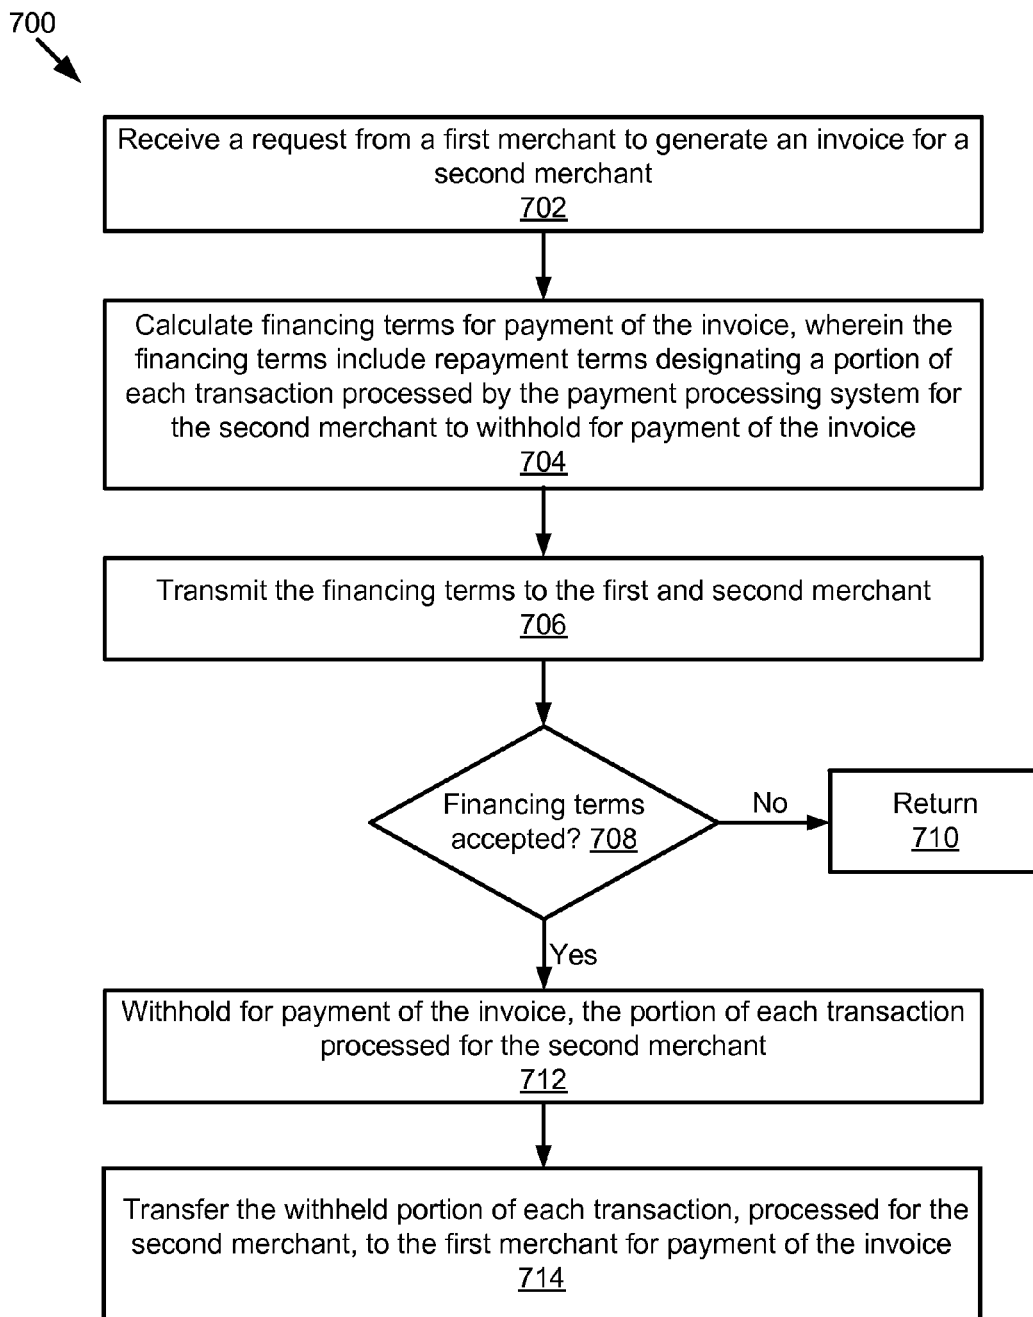 700
Receive a request from a first merchant to generate an invoice for a
second merchant
702
Calculate financing terms for payment of the invoice, wherein the
financing terms include repayment terms designating a portion of
each transaction processed by the payment processing system for
the second merchant to withhold for payment of the invoice
704
Transmit the financing terms to the first and second merchant
706
Financing terms
accepted? 708
No
Return
710
Yes
Withhold for payment of the invoice, the portion of each transaction
processed for the second merchant
712
Transfer the withheld portion of each transaction, processed for the
second merchant, to the first merchant for payment of the invoice
714